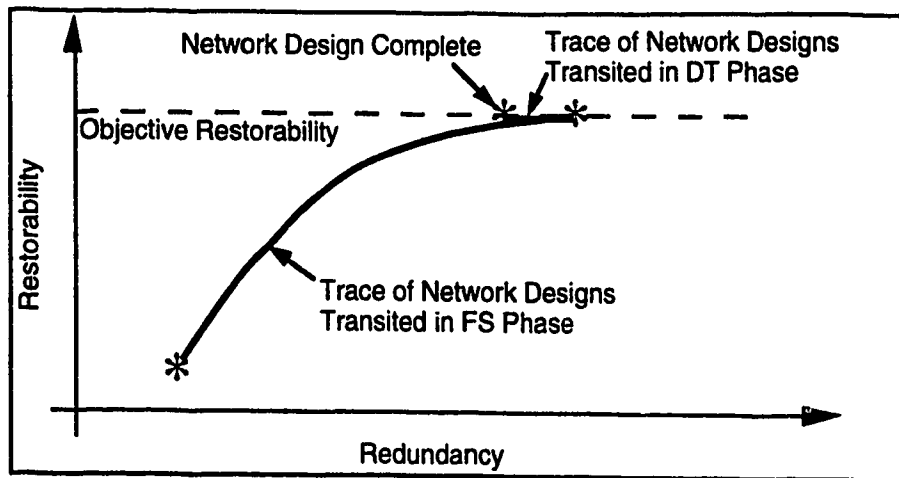 Network Design Complete
Trace of Network Designs
Transited in DT Phase
Objective Restorability
Restorability
Trace of Network Designs
Transited in FS Phase
Redundancy